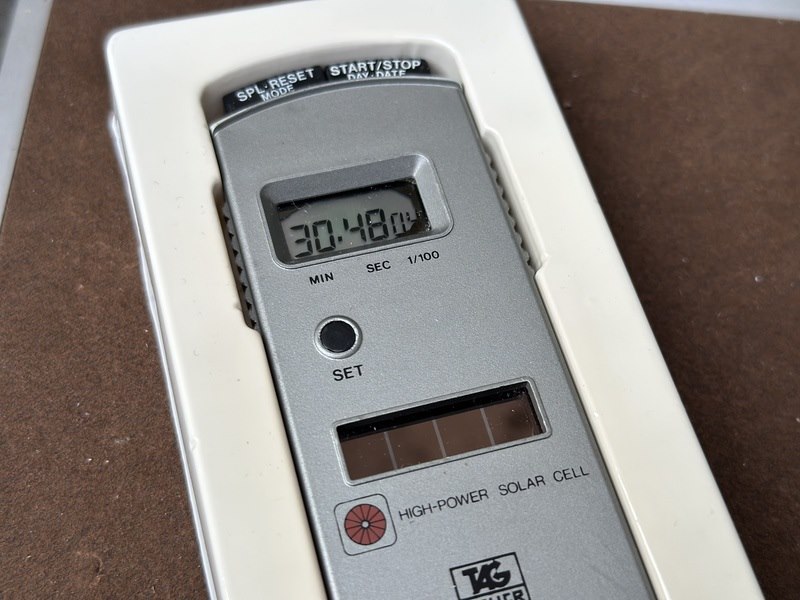 SPL·RESET
MODE
START/STOP
DAY·DATE
30:48
MIN SEC 1/100
SET
HIGH-POWER SOLAR CELL
TAG